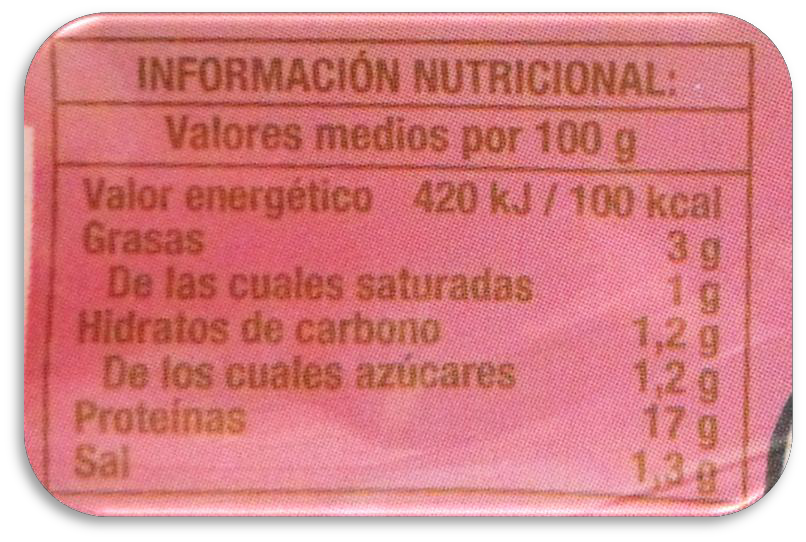 INFORMACIÓN NUTRICIONAL:
Valores medios por 100 g
Valor energético 420 kJ / 100 kcal
Grasas 3 g
De las cuales saturadas 1 g
Hidratos de carbono 1,2 g
De los cuales azúcares 1,2 g
Proteínas 17 g
Sal 1,3 g